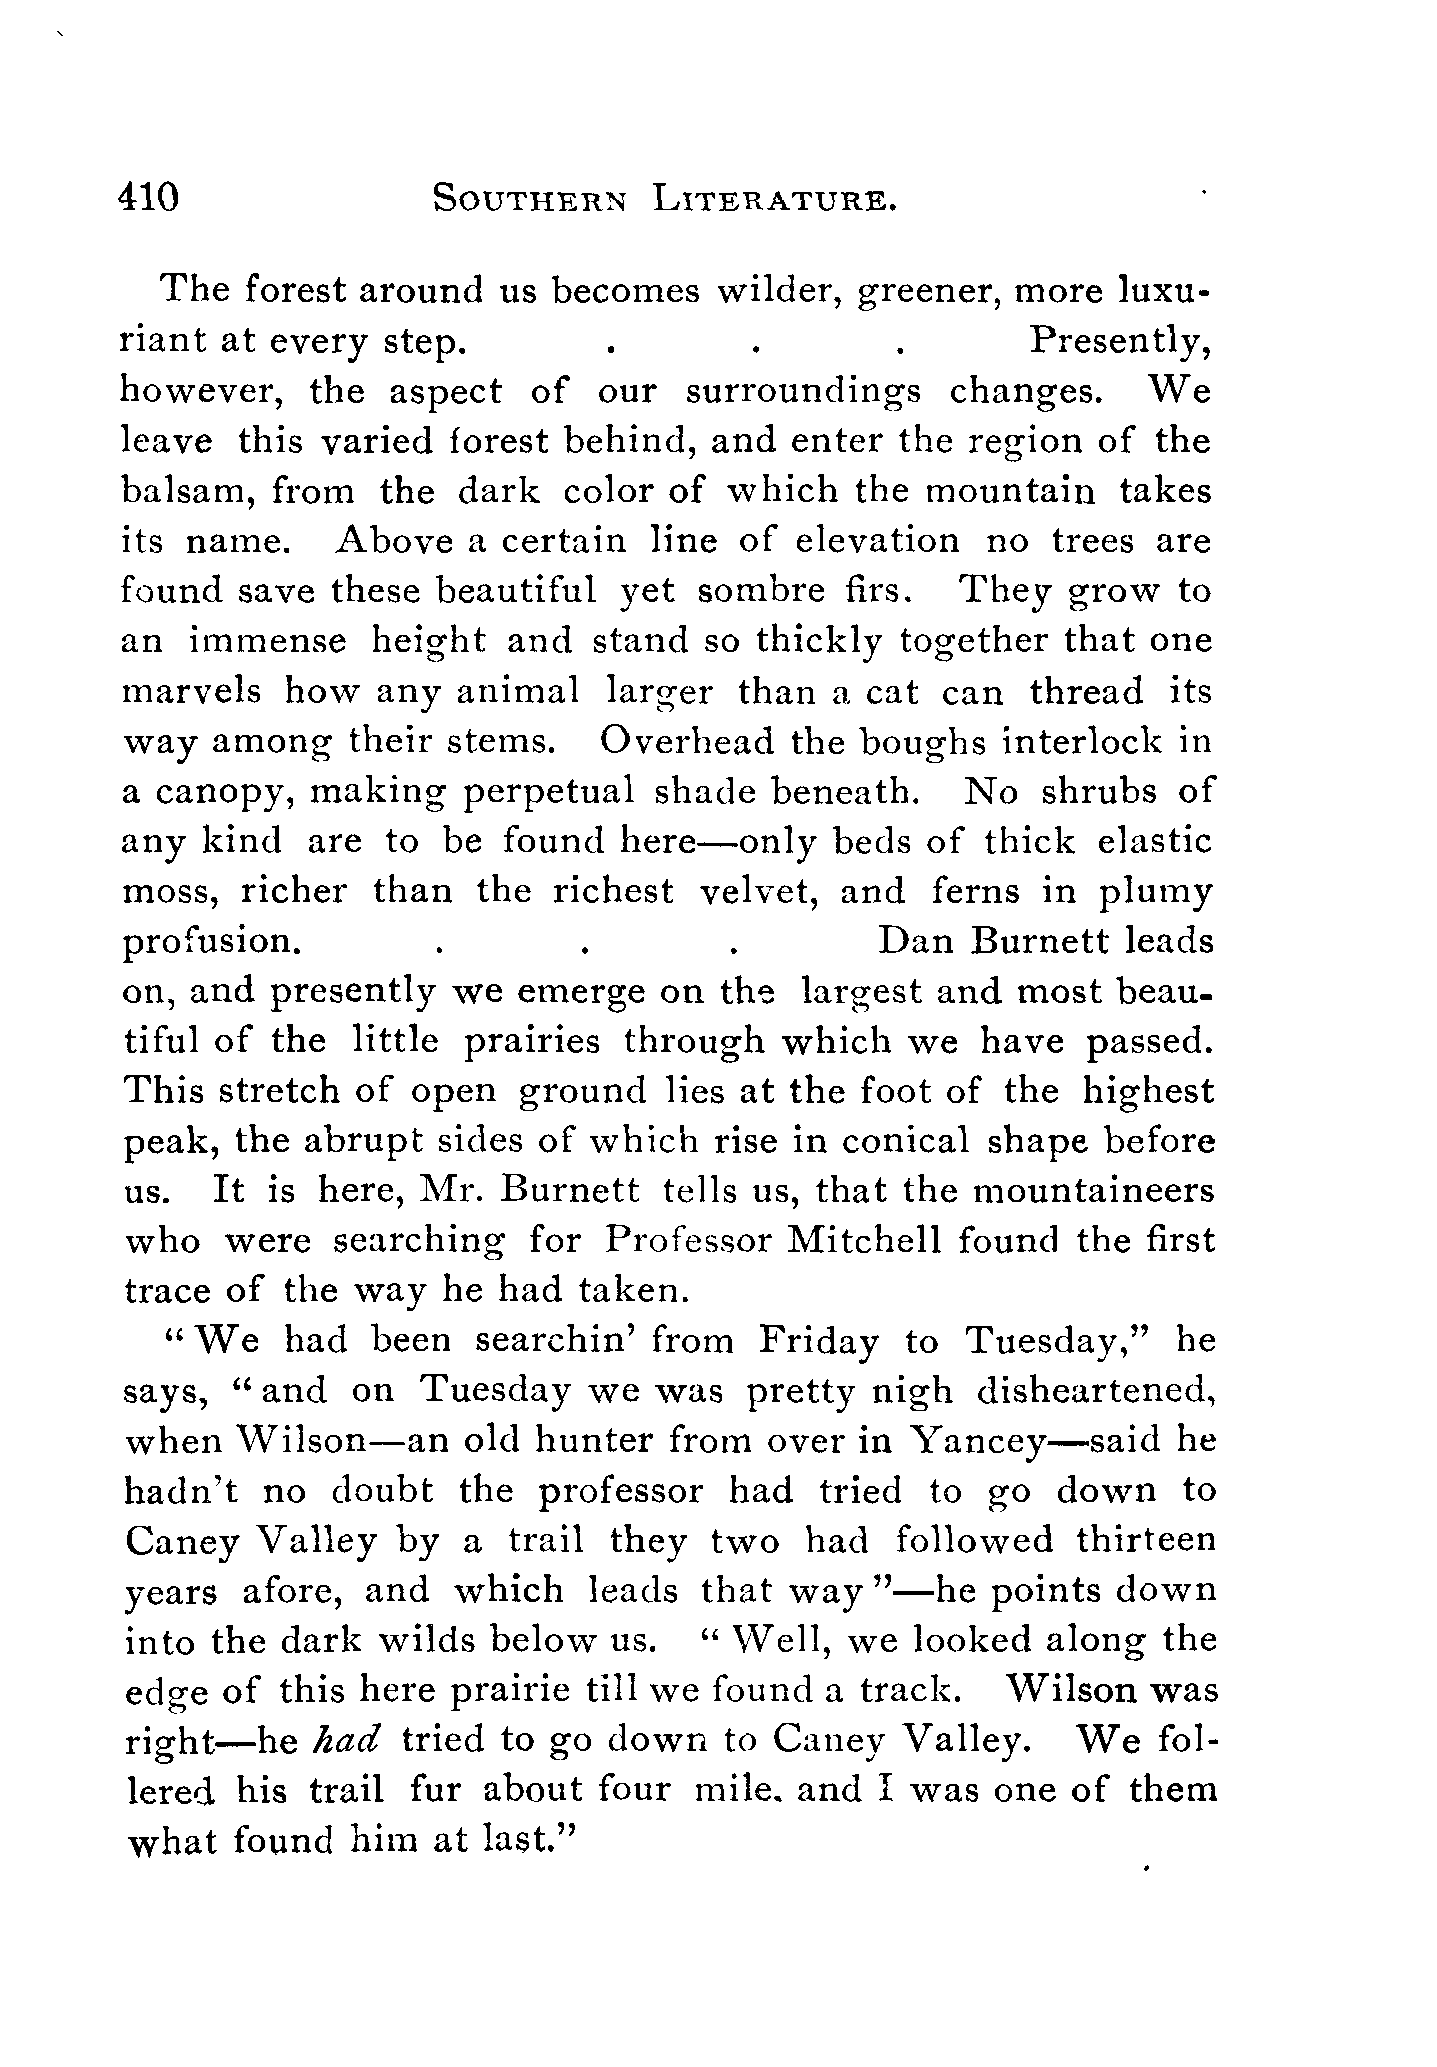 410 SOUTHERN LITERATURE.
The forest around us becomes wilder, greener, more luxu-
riant at every step. . . . Presently,
however, the aspect of our surroundings changes. We
leave this varied forest behind, and enter the region of the
balsam, from the dark color of which the mountain takes
its name. Above a certain line of elevation no trees are
found save these beautiful yet sombre firs. They grow to
an immense height and stand so thickly together that one
marvels how any animal larger than a cat can thread its
way among their stems. Overhead the boughs interlock in
a canopy, making perpetual shade beneath. No shrubs of
any kind are to be found here—only beds of thick elastic
moss, richer than the richest velvet, and ferns in plumy
profusion. . . . Dan Burnett leads
on, and presently we emerge on the largest and most beau-
tiful of the little prairies through which we have passed.
This stretch of open ground lies at the foot of the highest
peak, the abrupt sides of which rise in conical shape before
us. It is here, Mr. Burnett tells us, that the mountaineers
who were searching for Professor Mitchell found the first
trace of the way he had taken.
“ We had been searchin’ from Friday to Tuesday,” he
says, “ and on Tuesday we was pretty nigh disheartened,
when Wilson—an old hunter from over in Yancey—said he
hadn’t no doubt the professor had tried to go down to
Caney Valley by a trail they two had followed thirteen
years afore, and which leads that way ”—he points down
into the dark wilds below us. “ Well, we looked along the
edge of this here prairie till we found a track. Wilson was
right—he had tried to go down to Caney Valley. We fol-
lered his trail fur about four mile. and I was one of them
what found him at last.”